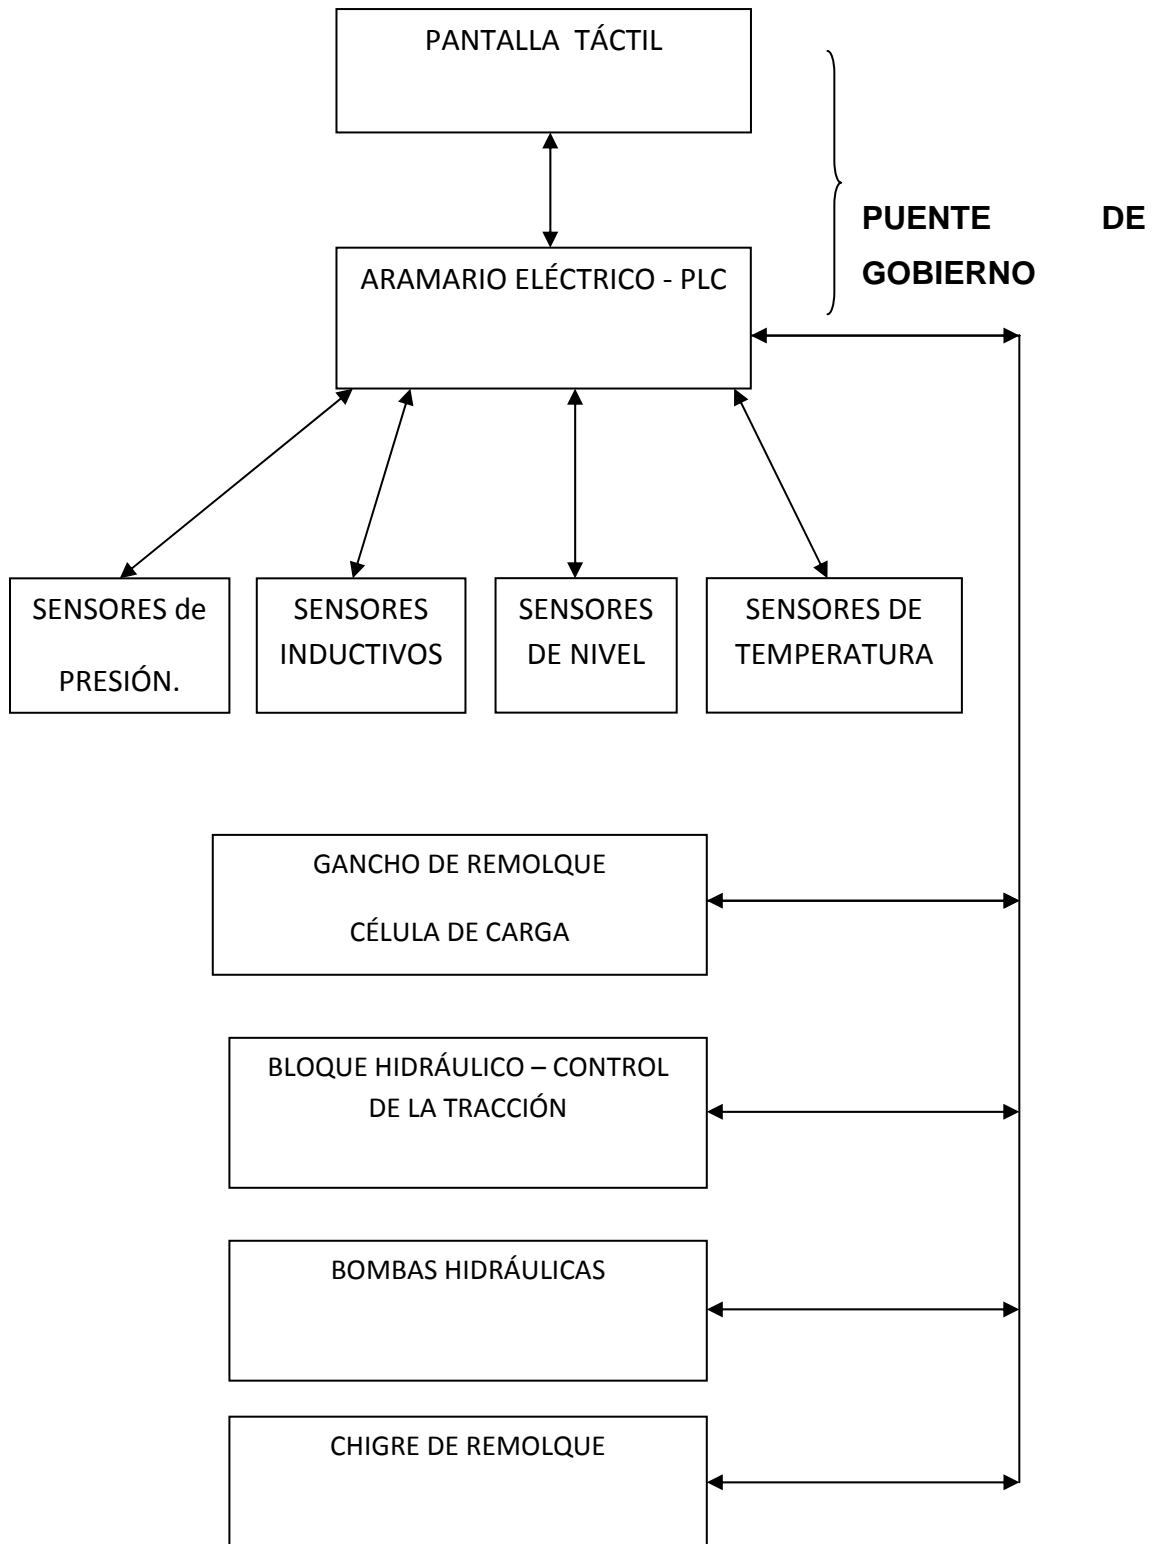 PANTALLA TÁCTIL
PUENTE DE
GOBIERNO
ARAMARIO ELÉCTRICO - PLC
SENSORES de
PRESIÓN.
SENSORES
INDUCTIVOS
SENSORES
DE NIVEL
SENSORES DE
TEMPERATURA
GANCHO DE REMOLQUE
CÉLULA DE CARGA
BLOQUE HIDRÁULICO – CONTROL
DE LA TRACCIÓN
BOMBAS HIDRÁULICAS
CHIGRE DE REMOLQUE